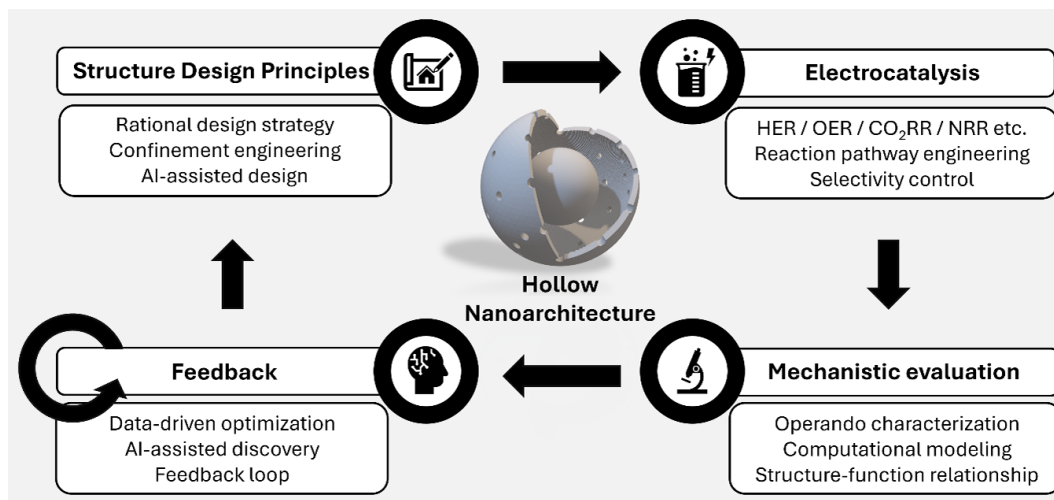 Structure Design Principles
Rational design strategy
Confinement engineering
AI-assisted design
Electrocatalysis
HER / OER / CO₂RR / NRR etc.
Reaction pathway engineering
Selectivity control
Hollow
Nanoarchitecture
Feedback
Data-driven optimization
AI-assisted discovery
Feedback loop
Mechanistic evaluation
Operando characterization
Computational modeling
Structure-function relationship